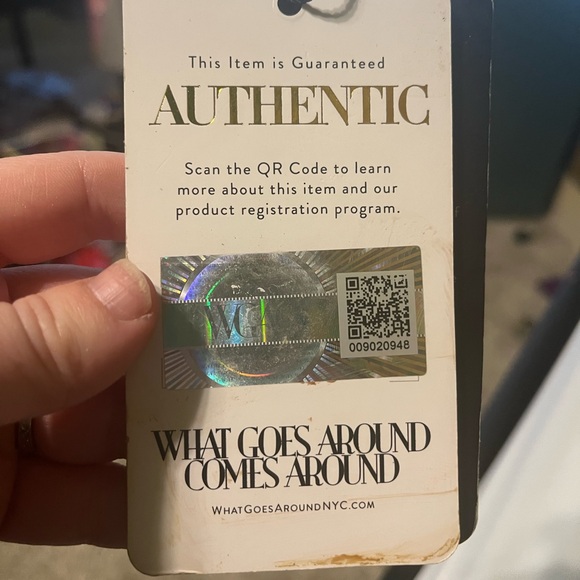 This Item is Guaranteed
AUTHENTIC
Scan the QR Code to learn
more about this item and our
product registration program.
009020948
WHAT GOES AROUND
COMES AROUND
WHATGOESAROUNDNYC.COM